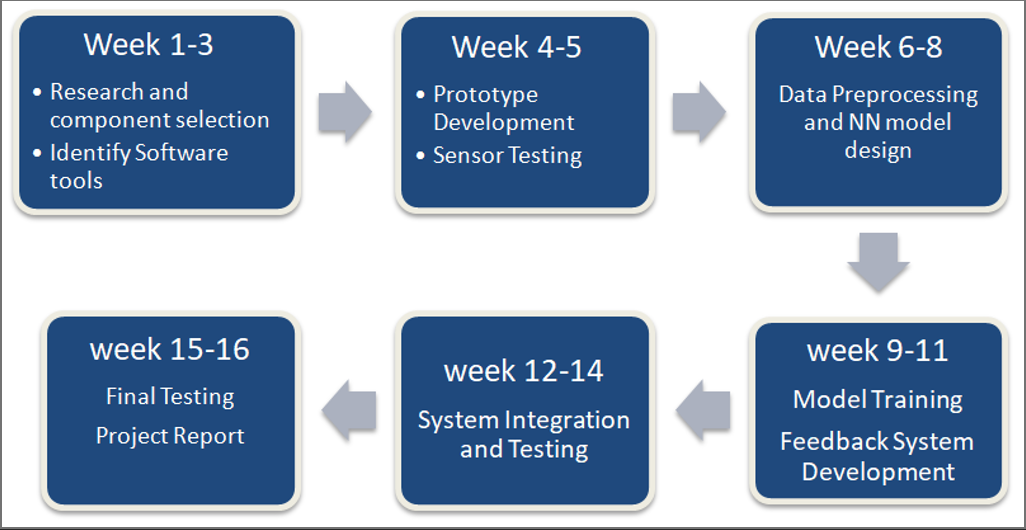 Week 1-3
• Research and
component selection
• Identify Software
tools
Week 4-5
• Prototype
Development
• Sensor Testing
Week 6-8
Data Preprocessing
and NN model
design
week 9-11
Model Training
Feedback System
Development
week 12-14
System Integration
and Testing
week 15-16
Final Testing
Project Report